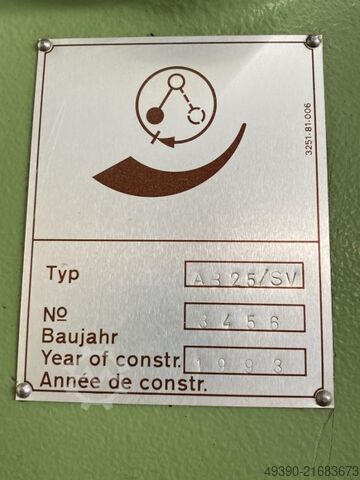 3251-81.006
Typ AB25/SV
Nº 3456
Baujahr
Year of constr. 1993
Année de constr.
49390-21683673